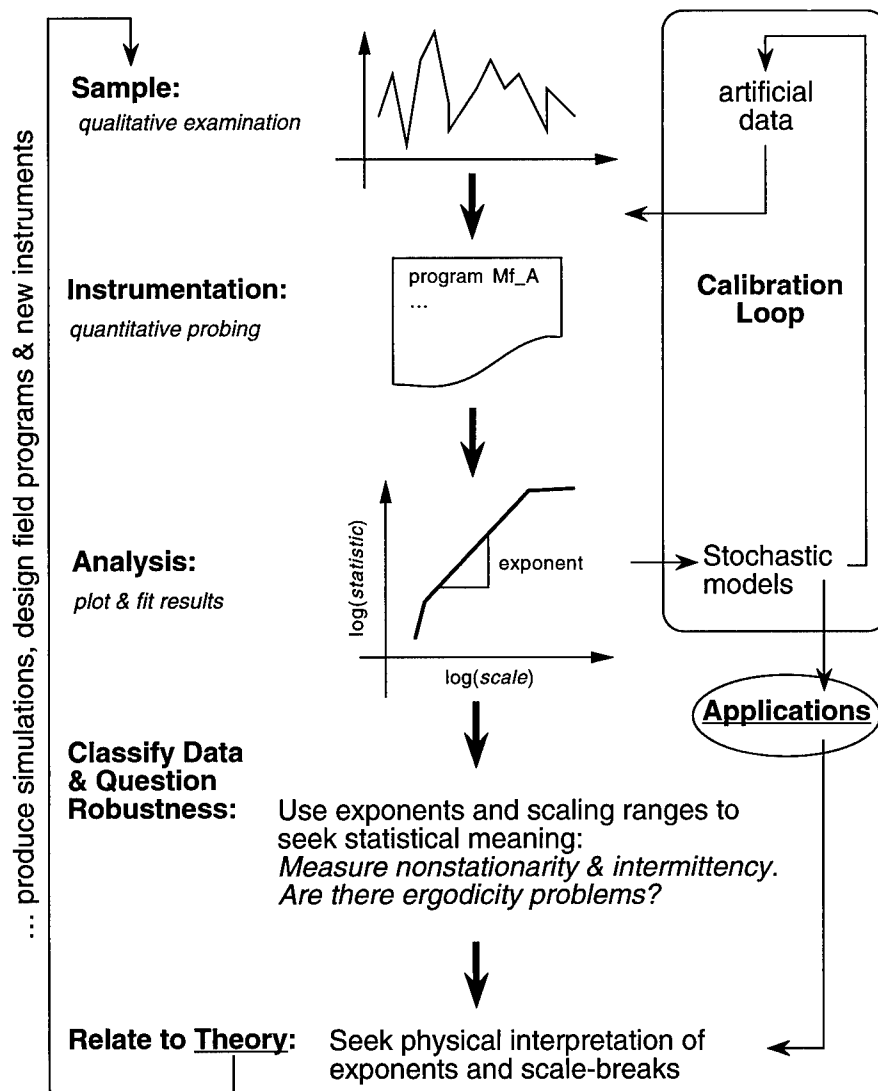 … produce simulations, design field programs & new instruments
Sample:
qualitative examination
artificial
data
Instrumentation:
quantitative probing
program Mf_A
...
Calibration
Loop
Analysis:
plot & fit results
log(statistic)
exponent
log(scale)
Stochastic
models
Applications
Classify Data
& Question
Robustness:
Use exponents and scaling ranges to
seek statistical meaning:
Measure nonstationarity & intermittency.
Are there ergodicity problems?
Relate to Theory:
Seek physical interpretation of
exponents and scale-breaks